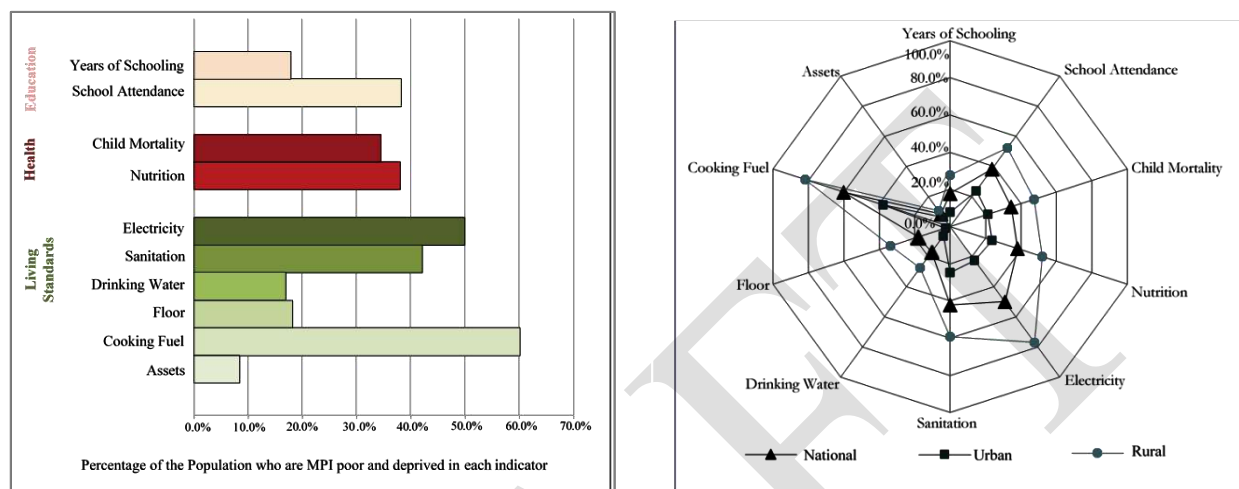 Education
Years of Schooling
School Attendance
Health
Child Mortality
Nutrition
Living
Standards
Electricity
Sanitation
Drinking Water
Floor
Cooking Fuel
Assets
0.0% 10.0% 20.0% 30.0% 40.0% 50.0% 60.0% 70.0%
Percentage of the Population who are MPI poor and deprived in each indicator
Years of Schooling
100.0%
80.0%
60.0%
40.0%
20.0%
0.0%
School Attendance
Child Mortality
Nutrition
Electricity
Sanitation
Drinking Water
Floor
Cooking Fuel
Assets
National Urban Rural